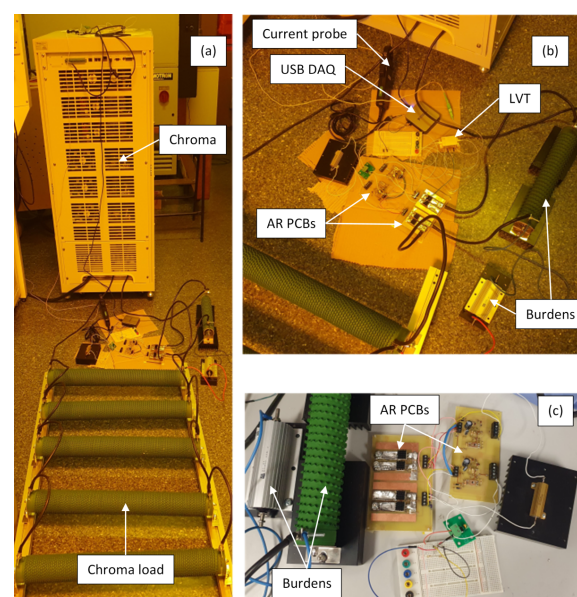 (a)
Chroma
Chroma load
(b)
Current probe
USB DAQ
LVT
AR PCBs
Burdens
(c)
AR PCBs
Burdens